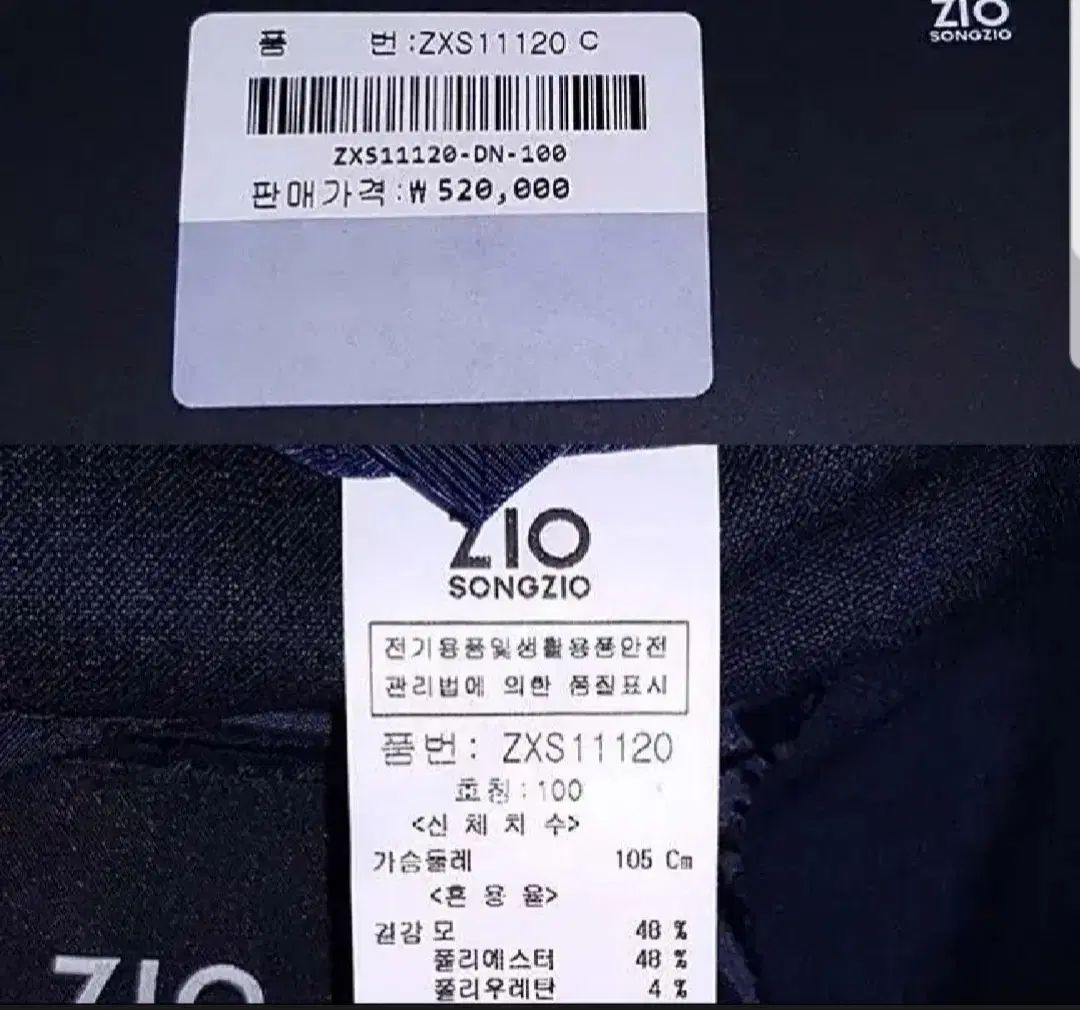 ZIO
SONGZIO
품 번 :ZXS11120 C
ZXS11120-DN-100
판매가격:₩520,000
ZIO
SONGZIO
전기용품및생활용품안전
관리법에 의한 품질표시
품번: ZXS11120
호칭:100
<신 체 치 수>
가슴둘레 105 Cm
<혼 용 율>
겉감 모 48 %
폴리에스터 48 %
폴리우레탄 4 %
ZIO